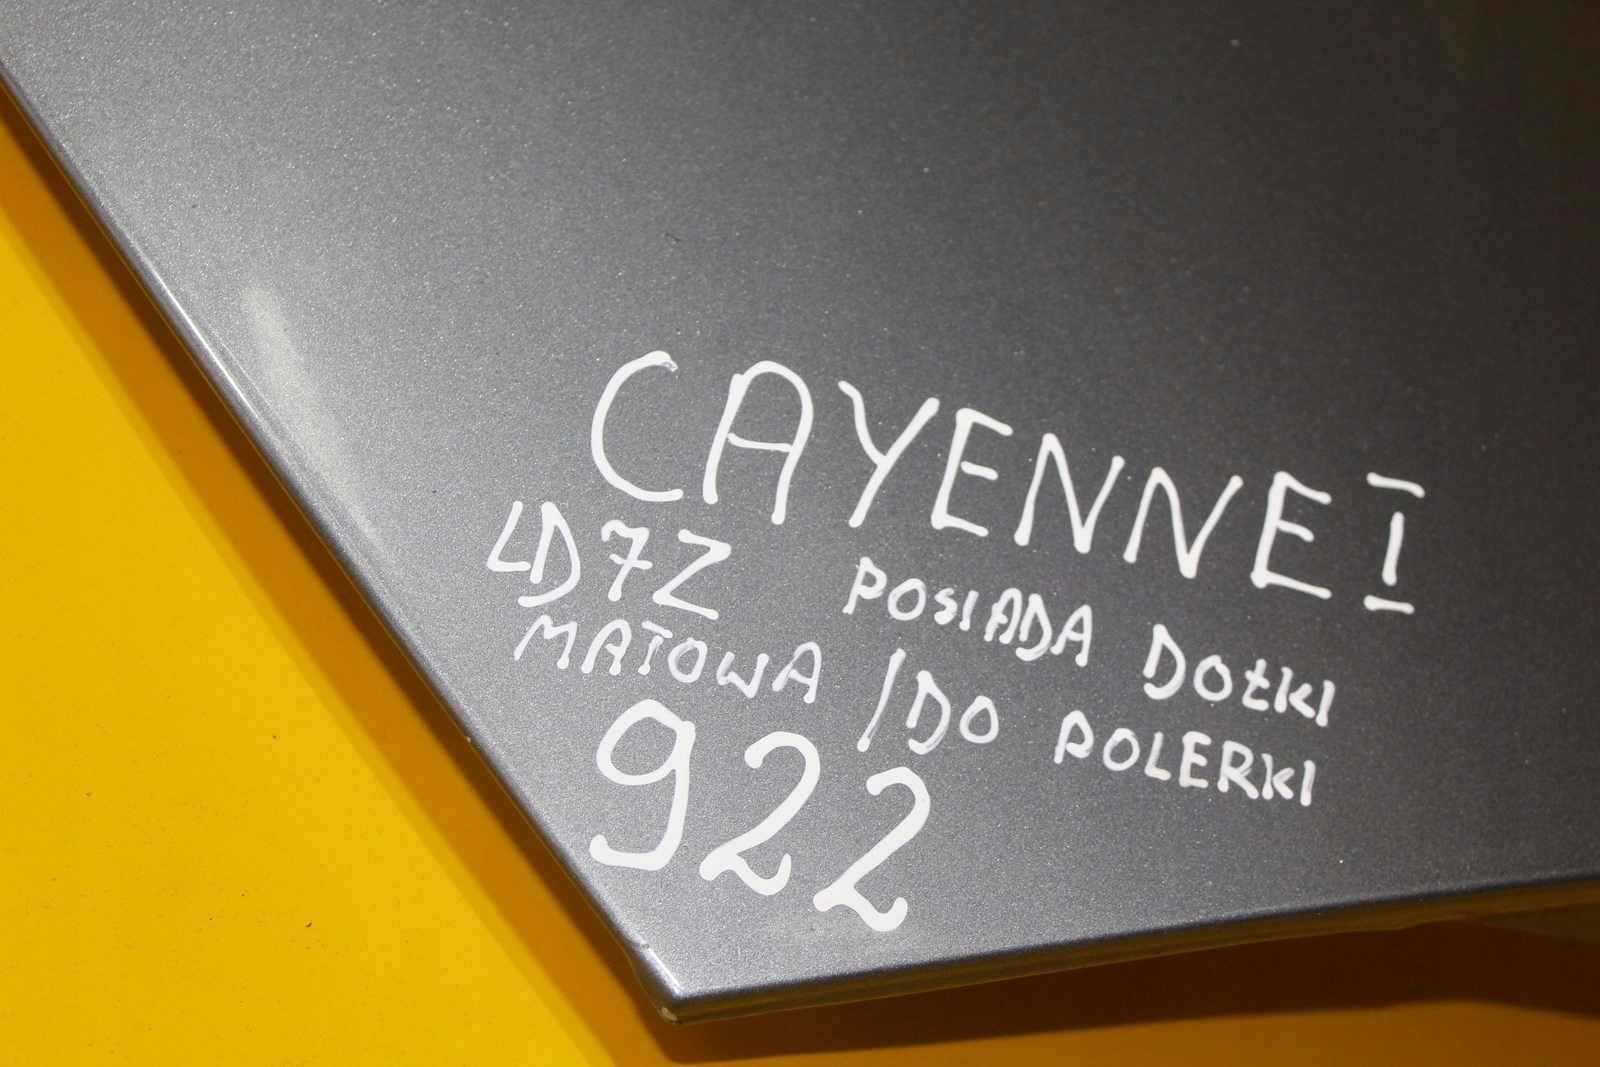 CAYENNE I
LD7Z POSIADA DOŁKI
MATOWA / DO POLERKI
922